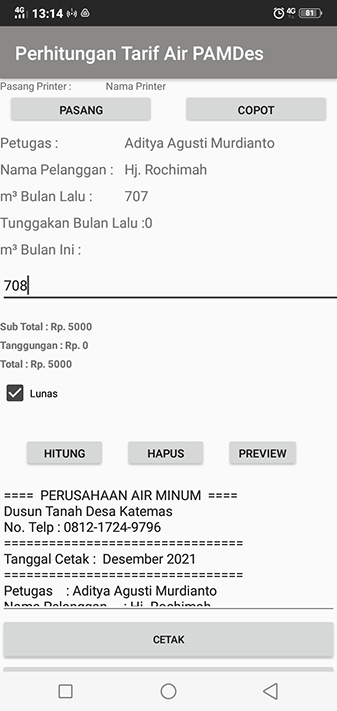 4G 13:14 4G 81
Perhitungan Tarif Air PAMDes
Pasang Printer : Nama Printer
PASANG COPOT
Petugas : Aditya Agusti Murdianto
Nama Pelanggan : Hj. Rochimah
m³ Bulan Lalu : 707
Tunggakan Bulan Lalu :0
m³ Bulan Ini :
708
Sub Total : Rp. 5000
Tanggungan : Rp. 0
Total : Rp. 5000
Lunas
HITUNG HAPUS PREVIEW
==== PERUSAHAAN AIR MINUM ====
Dusun Tanah Desa Katemas
No. Telp : 0812-1724-9796
================================
Tanggal Cetak : Desember 2021
================================
Petugas : Aditya Agusti Murdianto
Nama Pelanggan : Hj. Rochimah
CETAK